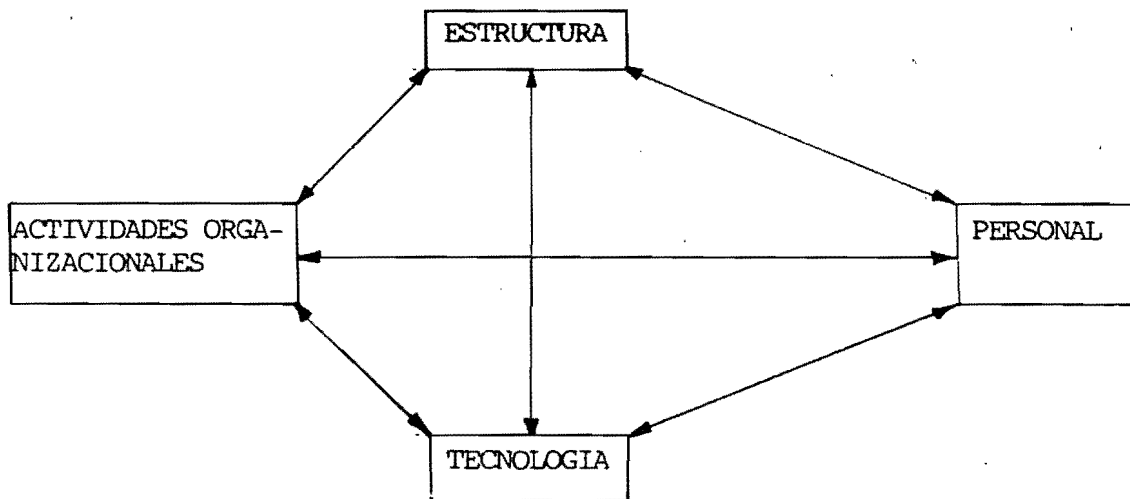 ESTRUCTURA
ACTIVIDADES ORGA-
NIZACIONALES
PERSONAL
TECNOLOGIA